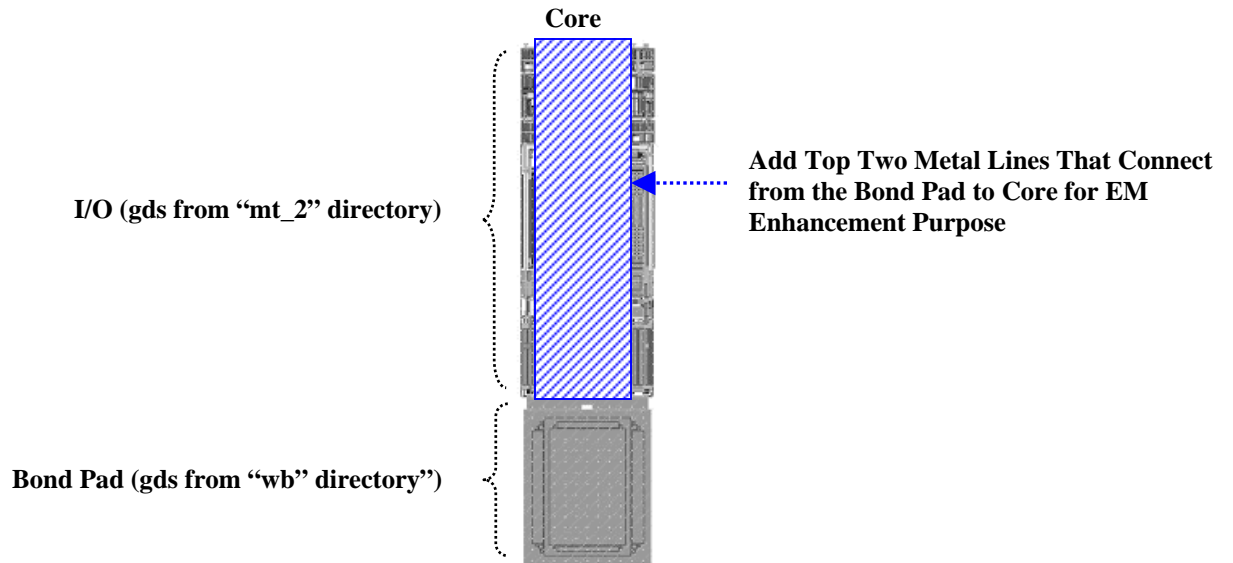 Core
Add Top Two Metal Lines That Connect
from the Bond Pad to Core for EM
Enhancement Purpose
I/O (gds from “mt_2” directory)
Bond Pad (gds from “wb” directory”)